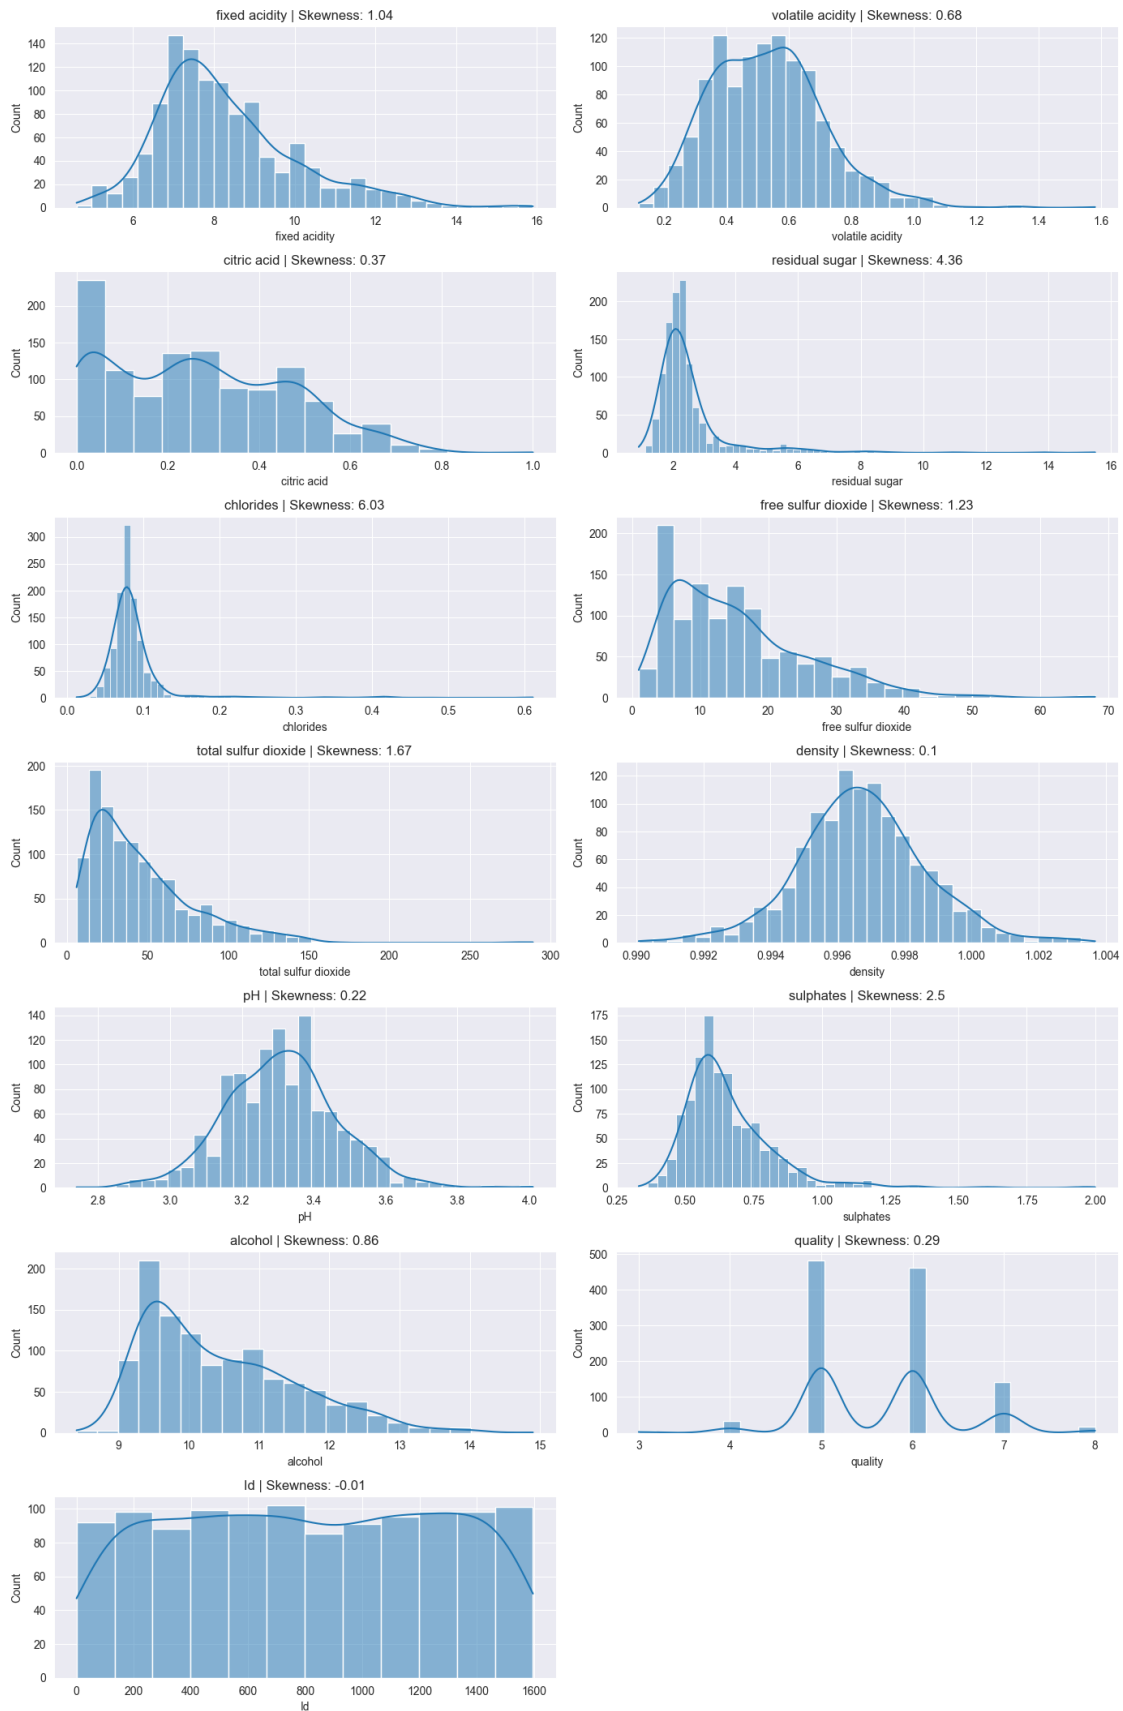 fixed acidity | Skewness: 1.04
140
120
100
80
60
40
20
0
Count
6 8 10 12 14 16
fixed acidity
volatile acidity | Skewness: 0.68
120
100
80
60
40
20
0
Count
0.2 0.4 0.6 0.8 1.0 1.2 1.4 1.6
volatile acidity
citric acid | Skewness: 0.37
200
150
100
50
0
Count
0.0 0.2 0.4 0.6 0.8 1.0
citric acid
residual sugar | Skewness: 4.36
200
150
100
50
0
Count
2 4 6 8 10 12 14 16
residual sugar
chlorides | Skewness: 6.03
300
250
200
150
100
50
0
Count
0.0 0.1 0.2 0.3 0.4 0.5 0.6
chlorides
free sulfur dioxide | Skewness: 1.23
200
150
100
50
0
Count
0 10 20 30 40 50 60 70
free sulfur dioxide
total sulfur dioxide | Skewness: 1.67
200
150
100
50
0
Count
0 50 100 150 200 250 300
total sulfur dioxide
density | Skewness: 0.1
120
100
80
60
40
20
0
Count
0.990 0.992 0.994 0.996 0.998 1.000 1.002 1.004
density
pH | Skewness: 0.22
140
120
100
80
60
40
20
0
Count
2.8 3.0 3.2 3.4 3.6 3.8 4.0
pH
sulphates | Skewness: 2.5
175
150
125
100
75
50
25
0
Count
0.25 0.50 0.75 1.00 1.25 1.50 1.75 2.00
sulphates
alcohol | Skewness: 0.86
200
150
100
50
0
Count
9 10 11 12 13 14 15
alcohol
quality | Skewness: 0.29
500
400
300
200
100
0
Count
3 4 5 6 7 8
quality
Id | Skewness: -0.01
100
80
60
40
20
0
Count
0 200 400 600 800 1000 1200 1400 1600
Id